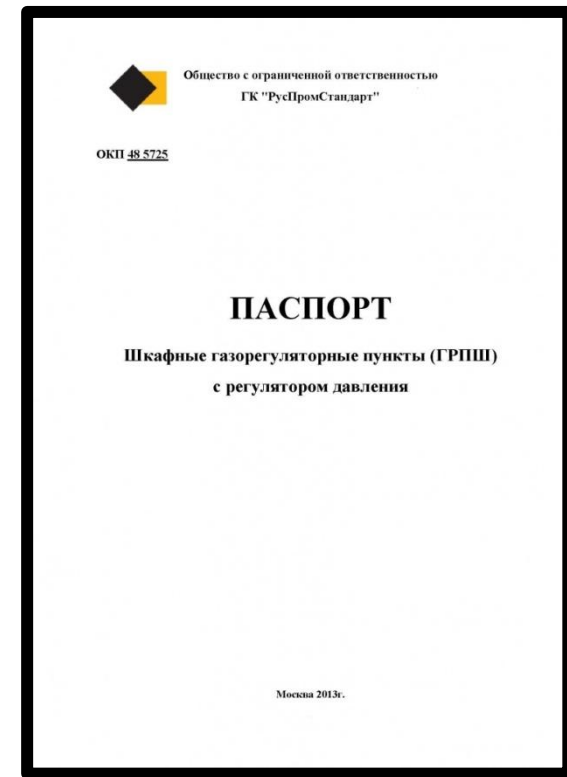 Общество с ограниченной ответственностью
ГК "РусПромСтандарт"
ОКП 48 5725
ПАСПОРТ
Шкафные газорегуляторные пункты (ГРПШ)
с регулятором давления
Москва 2013г.